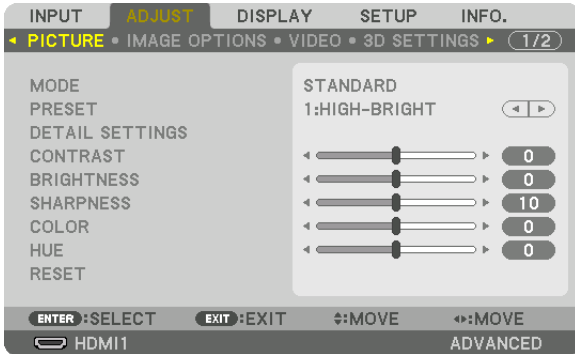 INPUT ADJUST DISPLAY SETUP INFO.
PICTURE • IMAGE OPTIONS • VIDEO • 3D SETTINGS 1/2
MODE STANDARD
PRESET 1:HIGH-BRIGHT
DETAIL SETTINGS
CONTRAST 0
BRIGHTNESS 0
SHARPNESS 10
COLOR 0
HUE 0
RESET
ENTER:SELECT EXIT:EXIT :MOVE :MOVE
HDMI1 ADVANCED